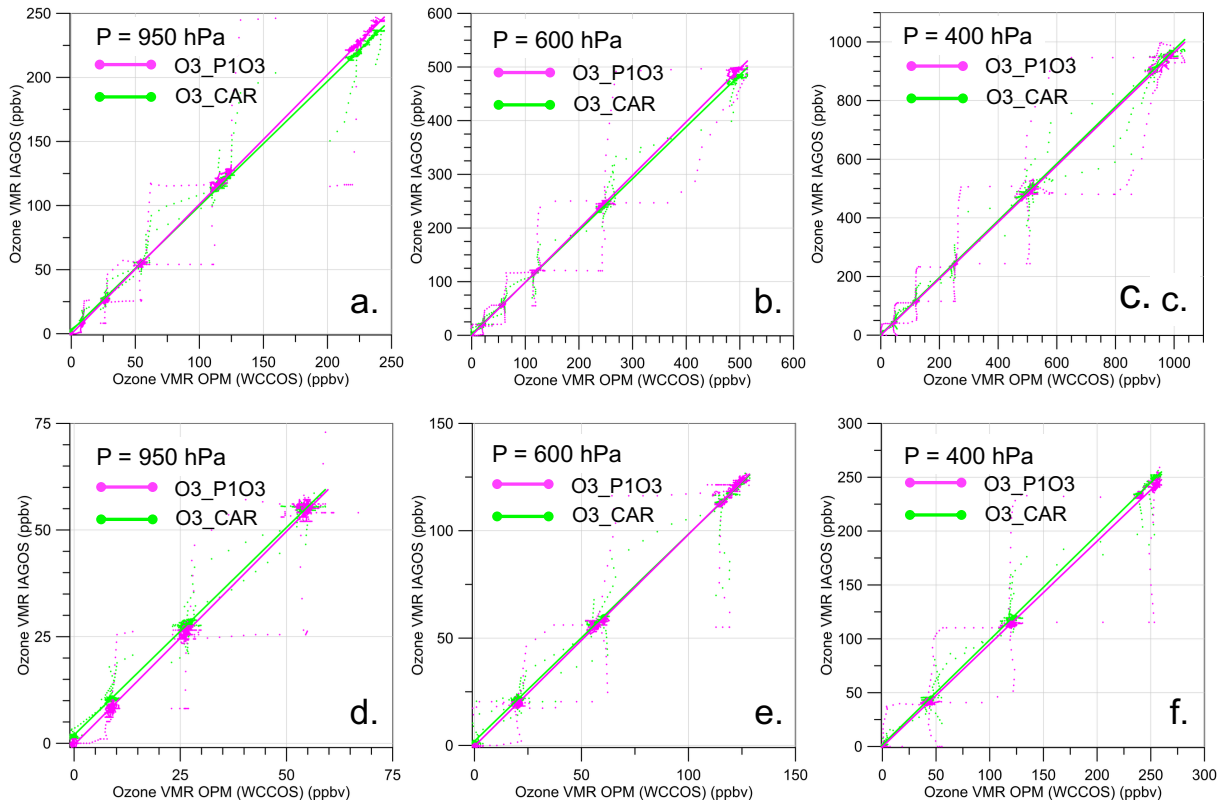 P = 950 hPa
O3_P1O3
O3_CAR
a.
Ozone VMR IAGOS (ppbv)
250
200
150
100
50
0
0 50 100 150 200 250
Ozone VMR OPM (WCCOS) (ppbv)
P = 600 hPa
O3_P1O3
O3_CAR
b.
Ozone VMR IAGOS (ppbv)
600
500
400
300
200
100
0
0 100 200 300 400 500 600
Ozone VMR OPM (WCCOS) (ppbv)
P = 400 hPa
O3_P1O3
O3_CAR
c. c.
Ozone VMR IAGOS (ppbv)
1000
800
600
400
200
0
0 200 400 600 800 1000
Ozone VMR OPM (WCCOS) (ppbv)
P = 950 hPa
O3_P1O3
O3_CAR
d.
Ozone VMR IAGOS (ppbv)
75
50
25
0
0 25 50 75
Ozone VMR OPM (WCCOS) (ppbv)
P = 600 hPa
O3_P1O3
O3_CAR
e.
Ozone VMR IAGOS (ppbv)
150
100
50
0
0 50 100 150
Ozone VMR OPM (WCCOS) (ppbv)
P = 400 hPa
O3_P1O3
O3_CAR
f.
Ozone VMR IAGOS (ppbv)
300
250
200
150
100
50
0
0 50 100 150 200 250 300
Ozone VMR OPM (WCCOS) (ppbv)